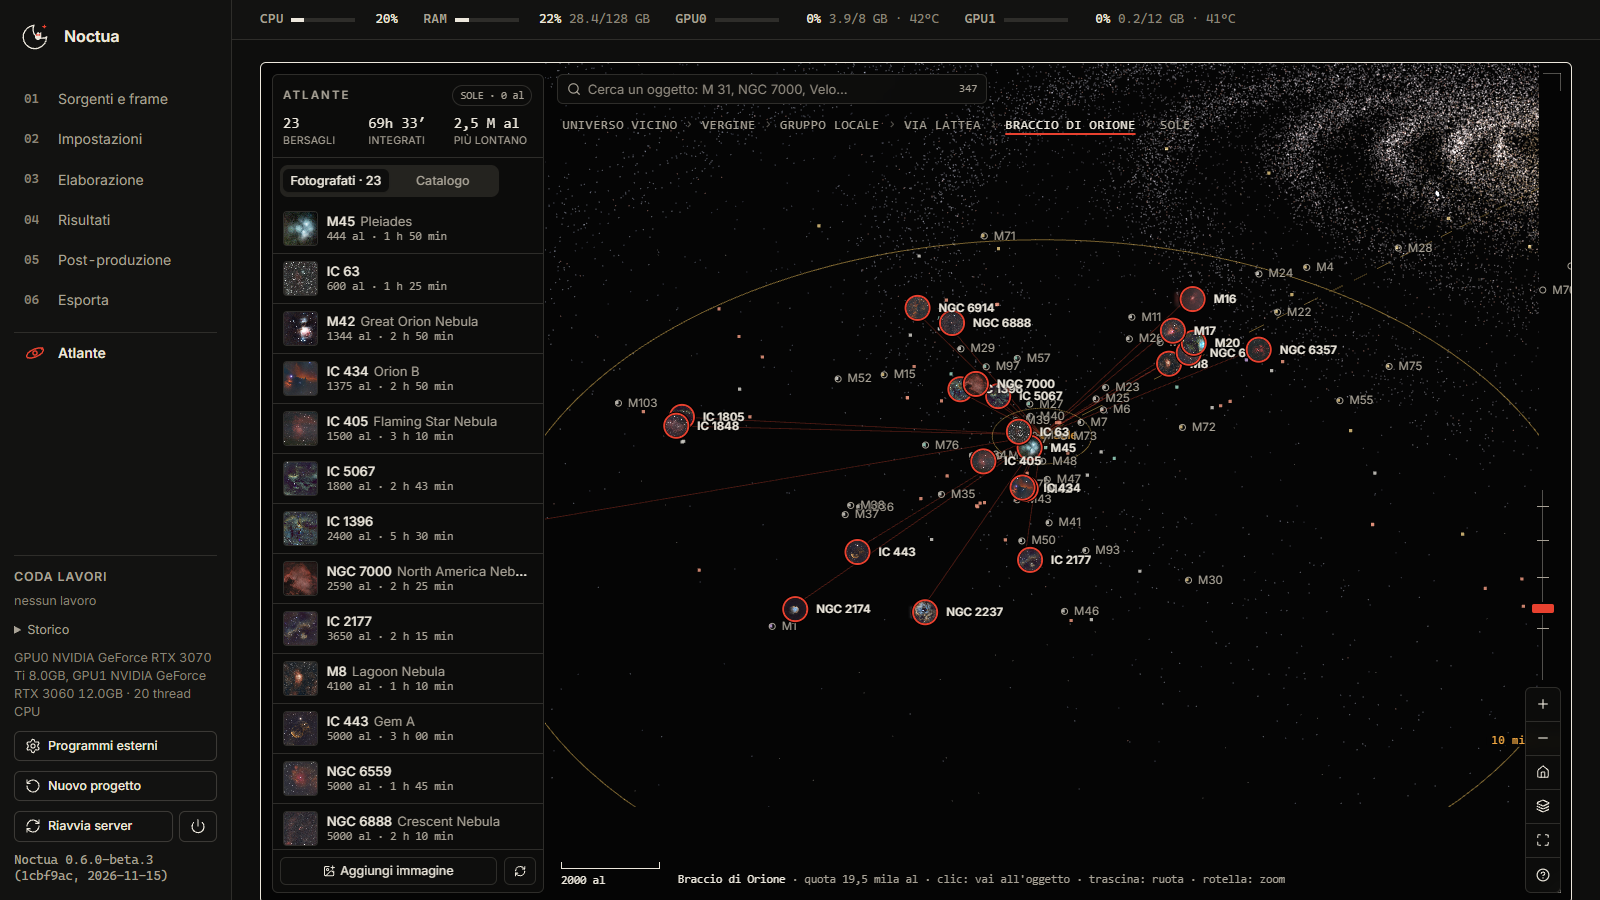 CPU 20% RAM 22% 28.4/128 GB GPU0 0% 3.9/8 GB · 42°C GPU1 0% 0.2/12 GB · 41°C
Noctua
01 Sorgenti e frame
02 Impostazioni
03 Elaborazione
04 Risultati
05 Post-produzione
06 Esporta
Atlante
CODA LAVORI
nessun lavoro
Storico
GPU0 NVIDIA GeForce RTX 3070
Ti 8.0GB, GPU1 NVIDIA GeForce
RTX 3060 12.0GB · 20 thread
CPU
Programmi esterni
Nuovo progetto
Riavvia server
Noctua 0.6.0-beta.3
(1cbf9ac, 2026-11-15)
ATLANTE
SOLE · 0 al
23 69h 33′ 2,5 M al
BERSAGLI INTEGRATI PIÙ LONTANO
Fotografati · 23 Catalogo
M45 Pleiades
444 al · 1 h 50 min
IC 63
600 al · 1 h 25 min
M42 Great Orion Nebula
1344 al · 2 h 50 min
IC 434 Orion B
1375 al · 2 h 50 min
IC 405 Flaming Star Nebula
1500 al · 3 h 10 min
IC 5067
1800 al · 2 h 43 min
IC 1396
2400 al · 5 h 30 min
NGC 7000 North America Neb...
2590 al · 2 h 25 min
IC 2177
3650 al · 2 h 15 min
M8 Lagoon Nebula
4100 al · 1 h 10 min
IC 443 Gem A
5000 al · 3 h 00 min
NGC 6559
5000 al · 1 h 45 min
NGC 6888 Crescent Nebula
5000 al · 2 h 10 min
Aggiungi immagine
Cerca un oggetto: M 31, NGC 7000, Velo... 347
UNIVERSO VICINO › VERGINE › GRUPPO LOCALE › VIA LATTEA › BRACCIO DI ORIONE › SOLE
M71
M28
M4
M24
M16
NGC 6914
M22
M11
NGC 6888
M17
M20
NGC 6
NGC 6357
M29
M57
M8
M97
M75
M15
M52
NGC 7000
M23
IC 5067
M25
M55
M103
M27
M6
IC 1805
M40
M39
M7
IC 1848
M72
IC 63
M73
M76
M45
IC 405
M48
M47
IC 434
M35
M43
M37
M41
M50
IC 443
M93
IC 2177
M30
NGC 2174
NGC 2237
M46
M1
10 mi
2000 al
Braccio di Orione · quota 19,5 mila al · clic: vai all'oggetto · trascina: ruota · rotella: zoom